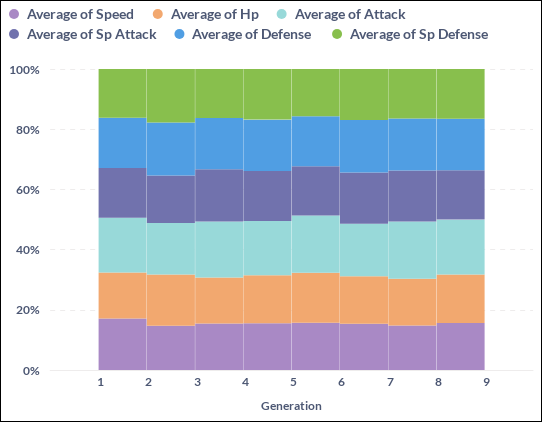 Average of Speed Average of Hp Average of Attack
Average of Sp Attack Average of Defense Average of Sp Defense
100%
80%
60%
40%
20%
0%
1 2 3 4 5 6 7 8 9
Generation